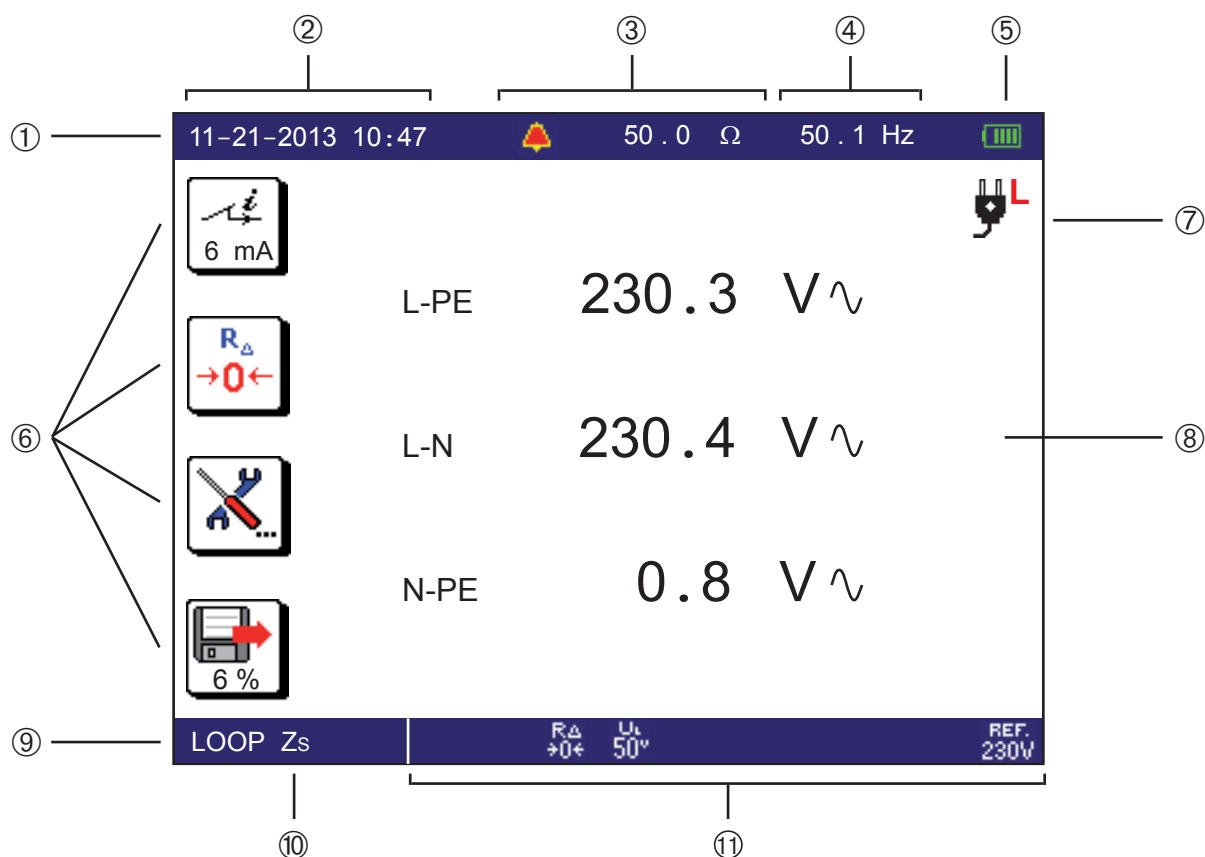 ② ③ ④ ⑤
① 11-21-2013 10:47 50.0 Ω 50.1 Hz
i
6 mA
L ⑦
L-PE 230.3 V
RΔ
→0←
⑥ L-N 230.4 V ⑧
...
N-PE 0.8 V
6 %
⑨ LOOP Zs RΔ →0← UL 50V REF. 230V
⑩ ⑪